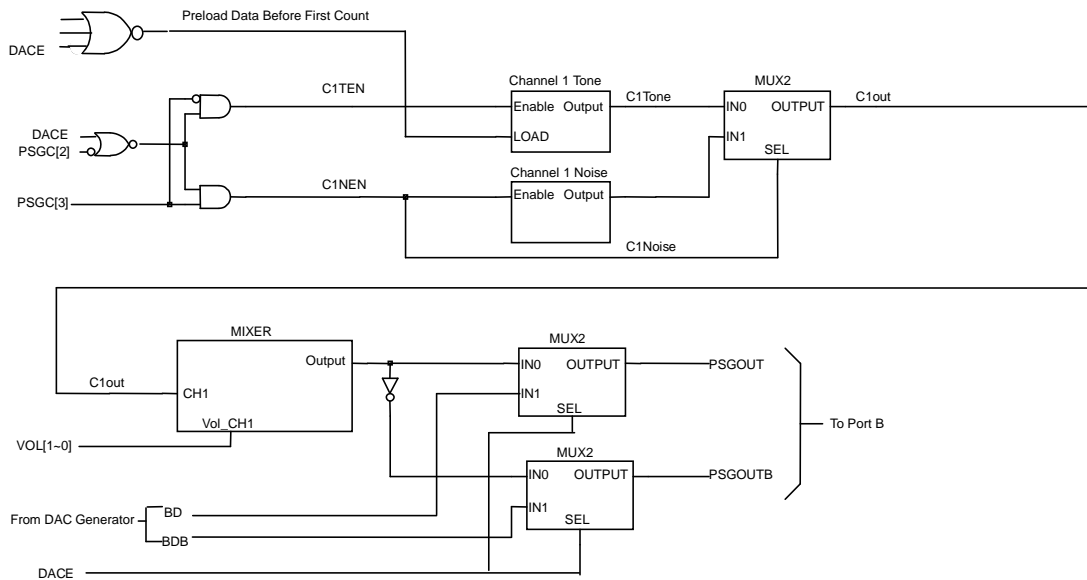 Preload Data Before First Count
DACE
C1TEN
Channel 1 Tone
Enable Output
LOAD
C1Tone
MUX2
IN0 OUTPUT
IN1
SEL
C1out
DACE
PSGC[2]
PSGC[3]
C1NEN
Channel 1 Noise
Enable Output
C1Noise
MIXER
Output
C1out
CH1
Vol_CH1
VOL[1~0]
MUX2
IN0 OUTPUT
IN1
SEL
PSGOUT
To Port B
MUX2
IN0 OUTPUT
IN1
SEL
PSGOUTB
From DAC Generator
BD
BDB
DACE